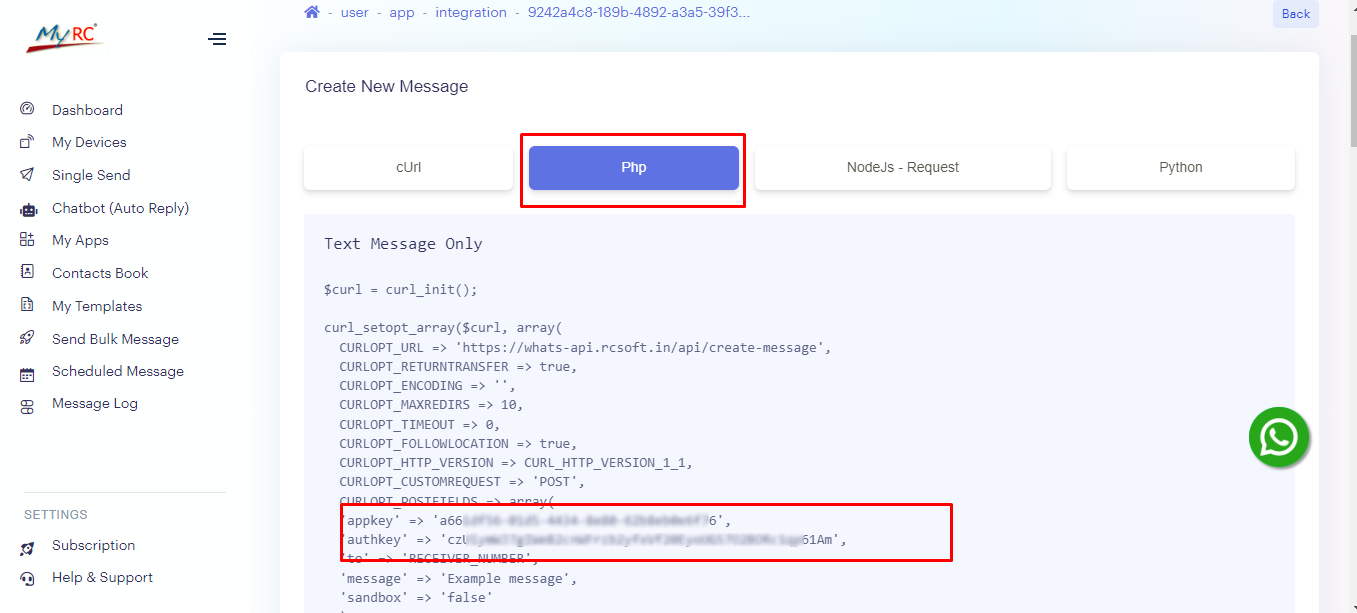 MyRC
- user - app - integration - 9242a4c8-189b-4892-a3a5-39f3...
Back
Dashboard
My Devices
Single Send
Chatbot (Auto Reply)
My Apps
Contacts Book
My Templates
Send Bulk Message
Scheduled Message
Message Log
SETTINGS
Subscription
Help & Support
Create New Message
cUrl
Php
NodeJs - Request
Python
Text Message Only
$curl = curl_init();
curl_setopt_array($curl, array(
CURLOPT_URL => 'https://whats-api.rcsoft.in/api/create-message',
CURLOPT_RETURNTRANSFER => true,
CURLOPT_ENCODING => '',
CURLOPT_MAXREDIRS => 10,
CURLOPT_TIMEOUT => 0,
CURLOPT_FOLLOWLOCATION => true,
CURLOPT_HTTP_VERSION => CURL_HTTP_VERSION_1_1,
CURLOPT_CUSTOMREQUEST => 'POST',
CURLOPT_POSTFIELDS => array(
'appkey' => 'a66 6',
'authkey' => 'czU 61Am',
'to' => 'RECEIVER_NUMBER',
'message' => 'Example message',
'sandbox' => 'false'